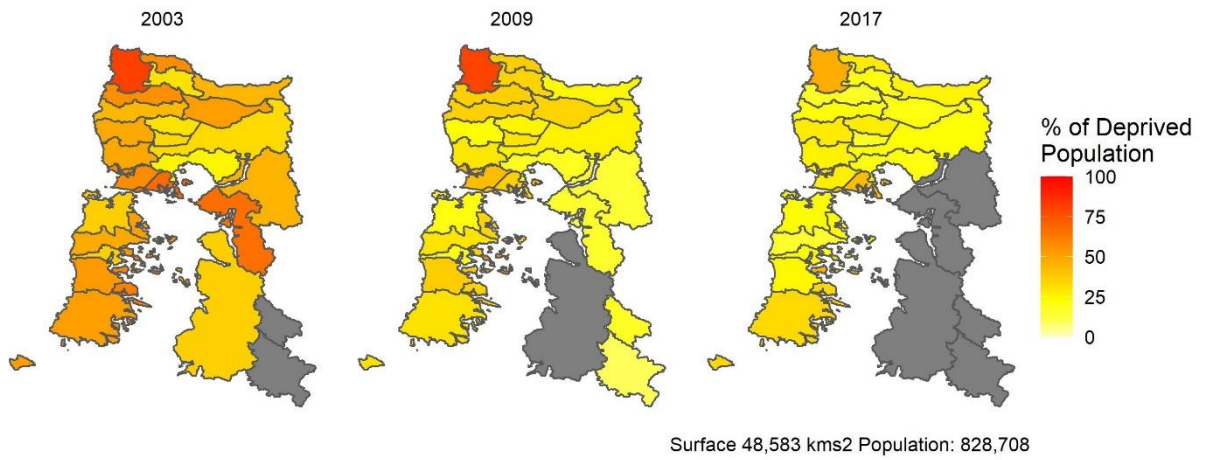 2003
2009
2017
% of Deprived
Population
100
75
50
25
0
Surface 48,583 kms2 Population: 828,708